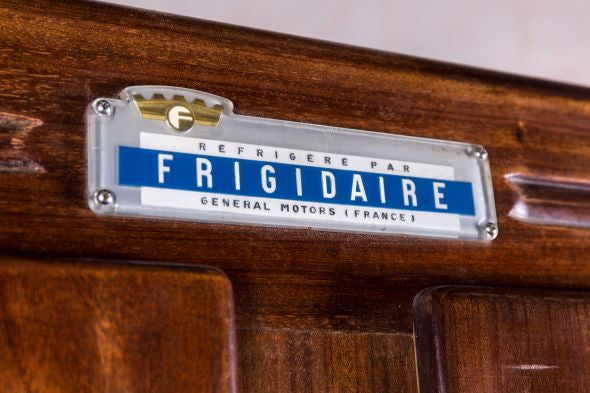 F
RÉFRIGÉRÉ PAR
FRIGIDAIRE
GENERAL MOTORS (FRANCE)